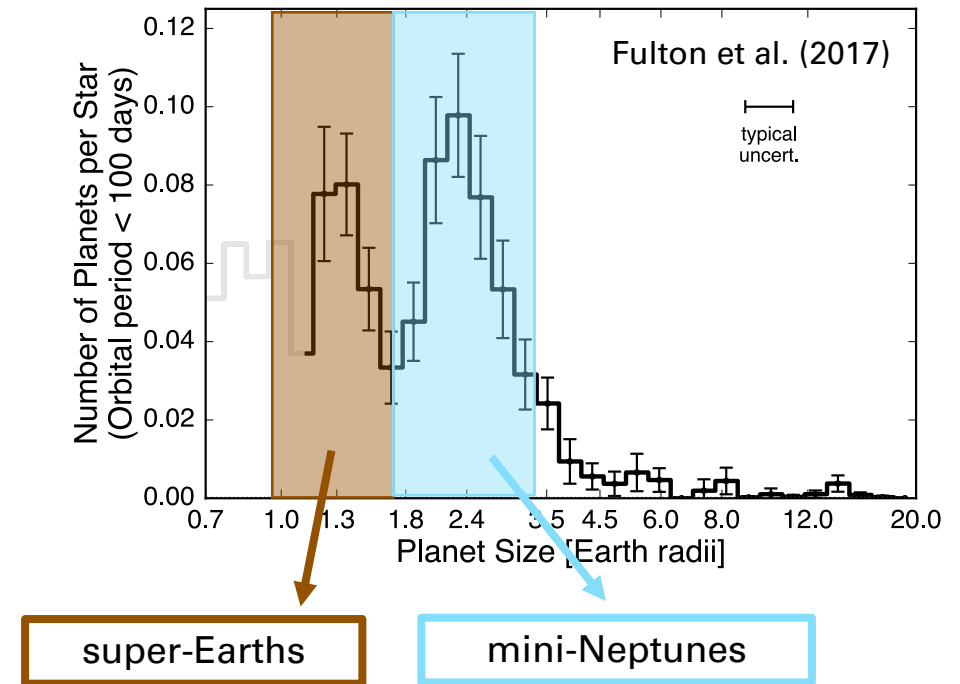 Fulton et al. (2017)
typical
uncert.
Number of Planets per Star
(Orbital period < 100 days)
0.12
0.10
0.08
0.06
0.04
0.02
0.00
0.7 1.0 1.3 1.8 2.4 3.5 4.5 6.0 8.0 12.0 20.0
Planet Size [Earth radii]
super-Earths
mini-Neptunes